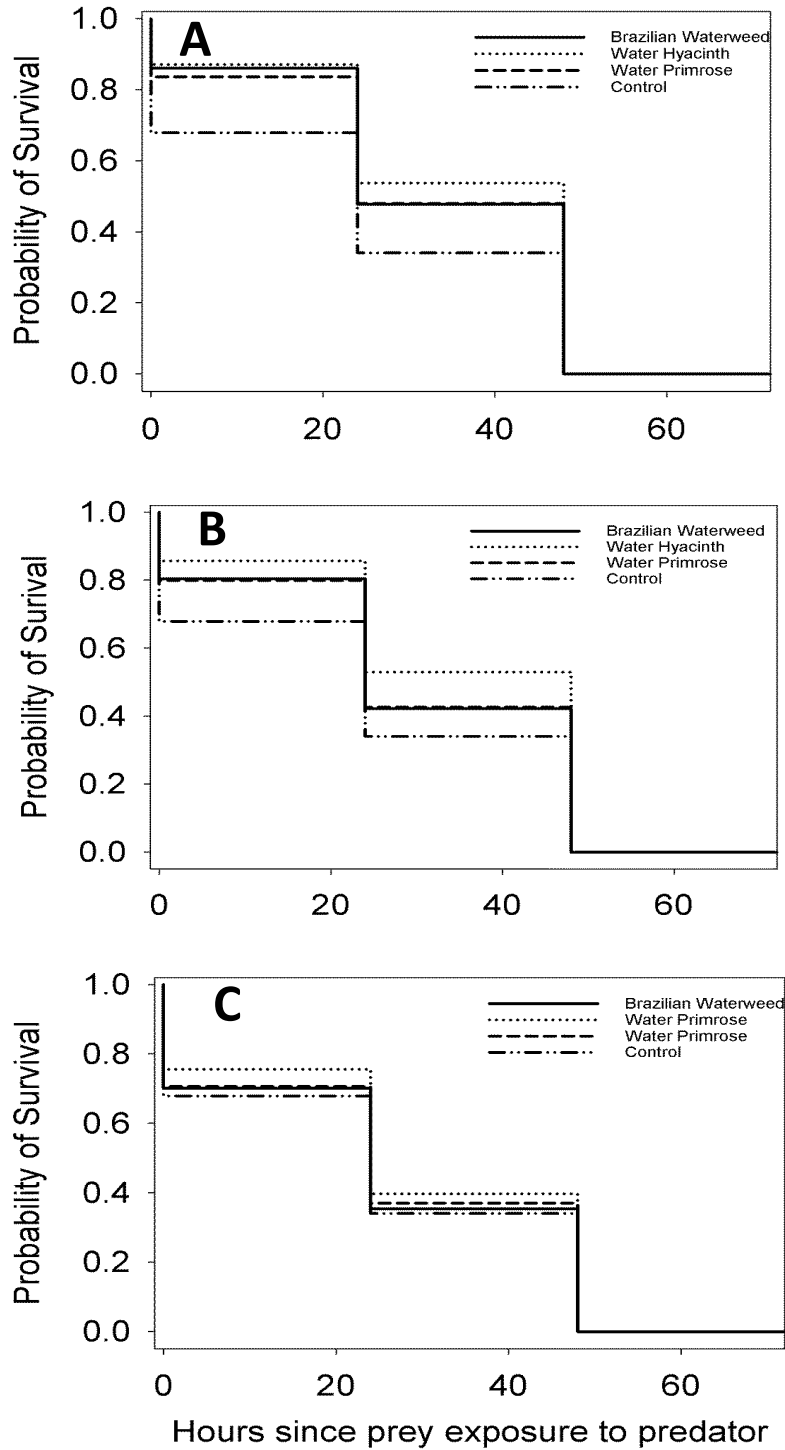 A
Brazilian Waterweed
Water Hyacinth
Water Primrose
Control
Probability of Survival
1.0
0.8
0.6
0.4
0.2
0.0
0 20 40 60
B
Brazilian Waterweed
Water Hyacinth
Water Primrose
Control
Probability of Surival
1.0
0.8
0.6
0.4
0.2
0.0
0 20 40 60
C
Brazilian Waterweed
Water Primrose
Water Primrose
Control
Probability of Survival
1.0
0.8
0.6
0.4
0.2
0.0
0 20 40 60
Hours since prey exposure to predator